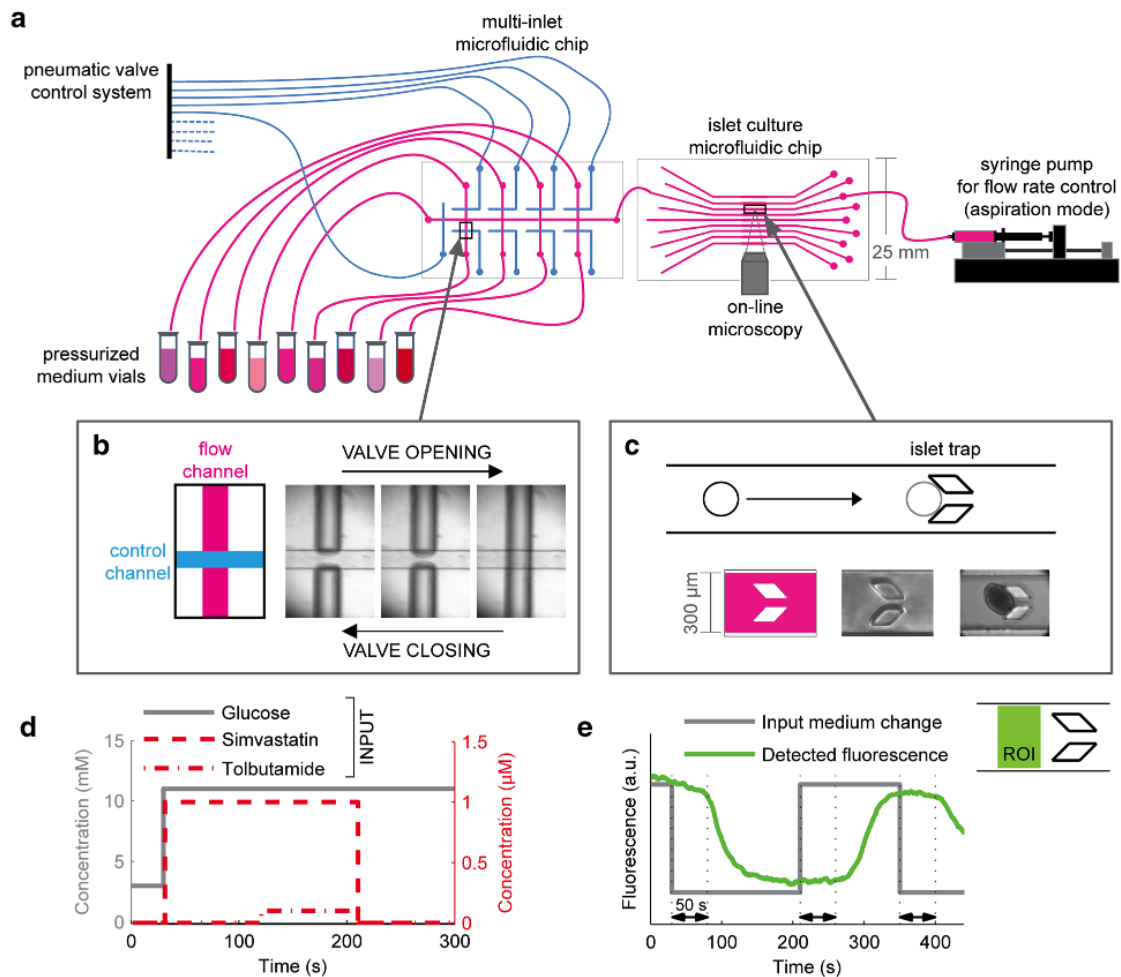 a
multi-inlet
microfluidic chip
pneumatic valve
control system
islet culture
microfluidic chip
syringe pump
for flow rate control
(aspiration mode)
25 mm
on-line
microscopy
pressurized
medium vials
b
flow
channel
VALVE OPENING
control
channel
VALVE CLOSING
c
islet trap
300 µm
d
Glucose
Simvastatin
Tolbutamide
INPUT
Concentration (mM)
15
10
5
0
Concentration (µM)
1.5
1
0.5
0
0
100
200
300
Time (s)
e
Input medium change
Detected fluorescence
ROI
Fluorescence (a.u.)
50 s
0
100
200
300
400
Time (s)